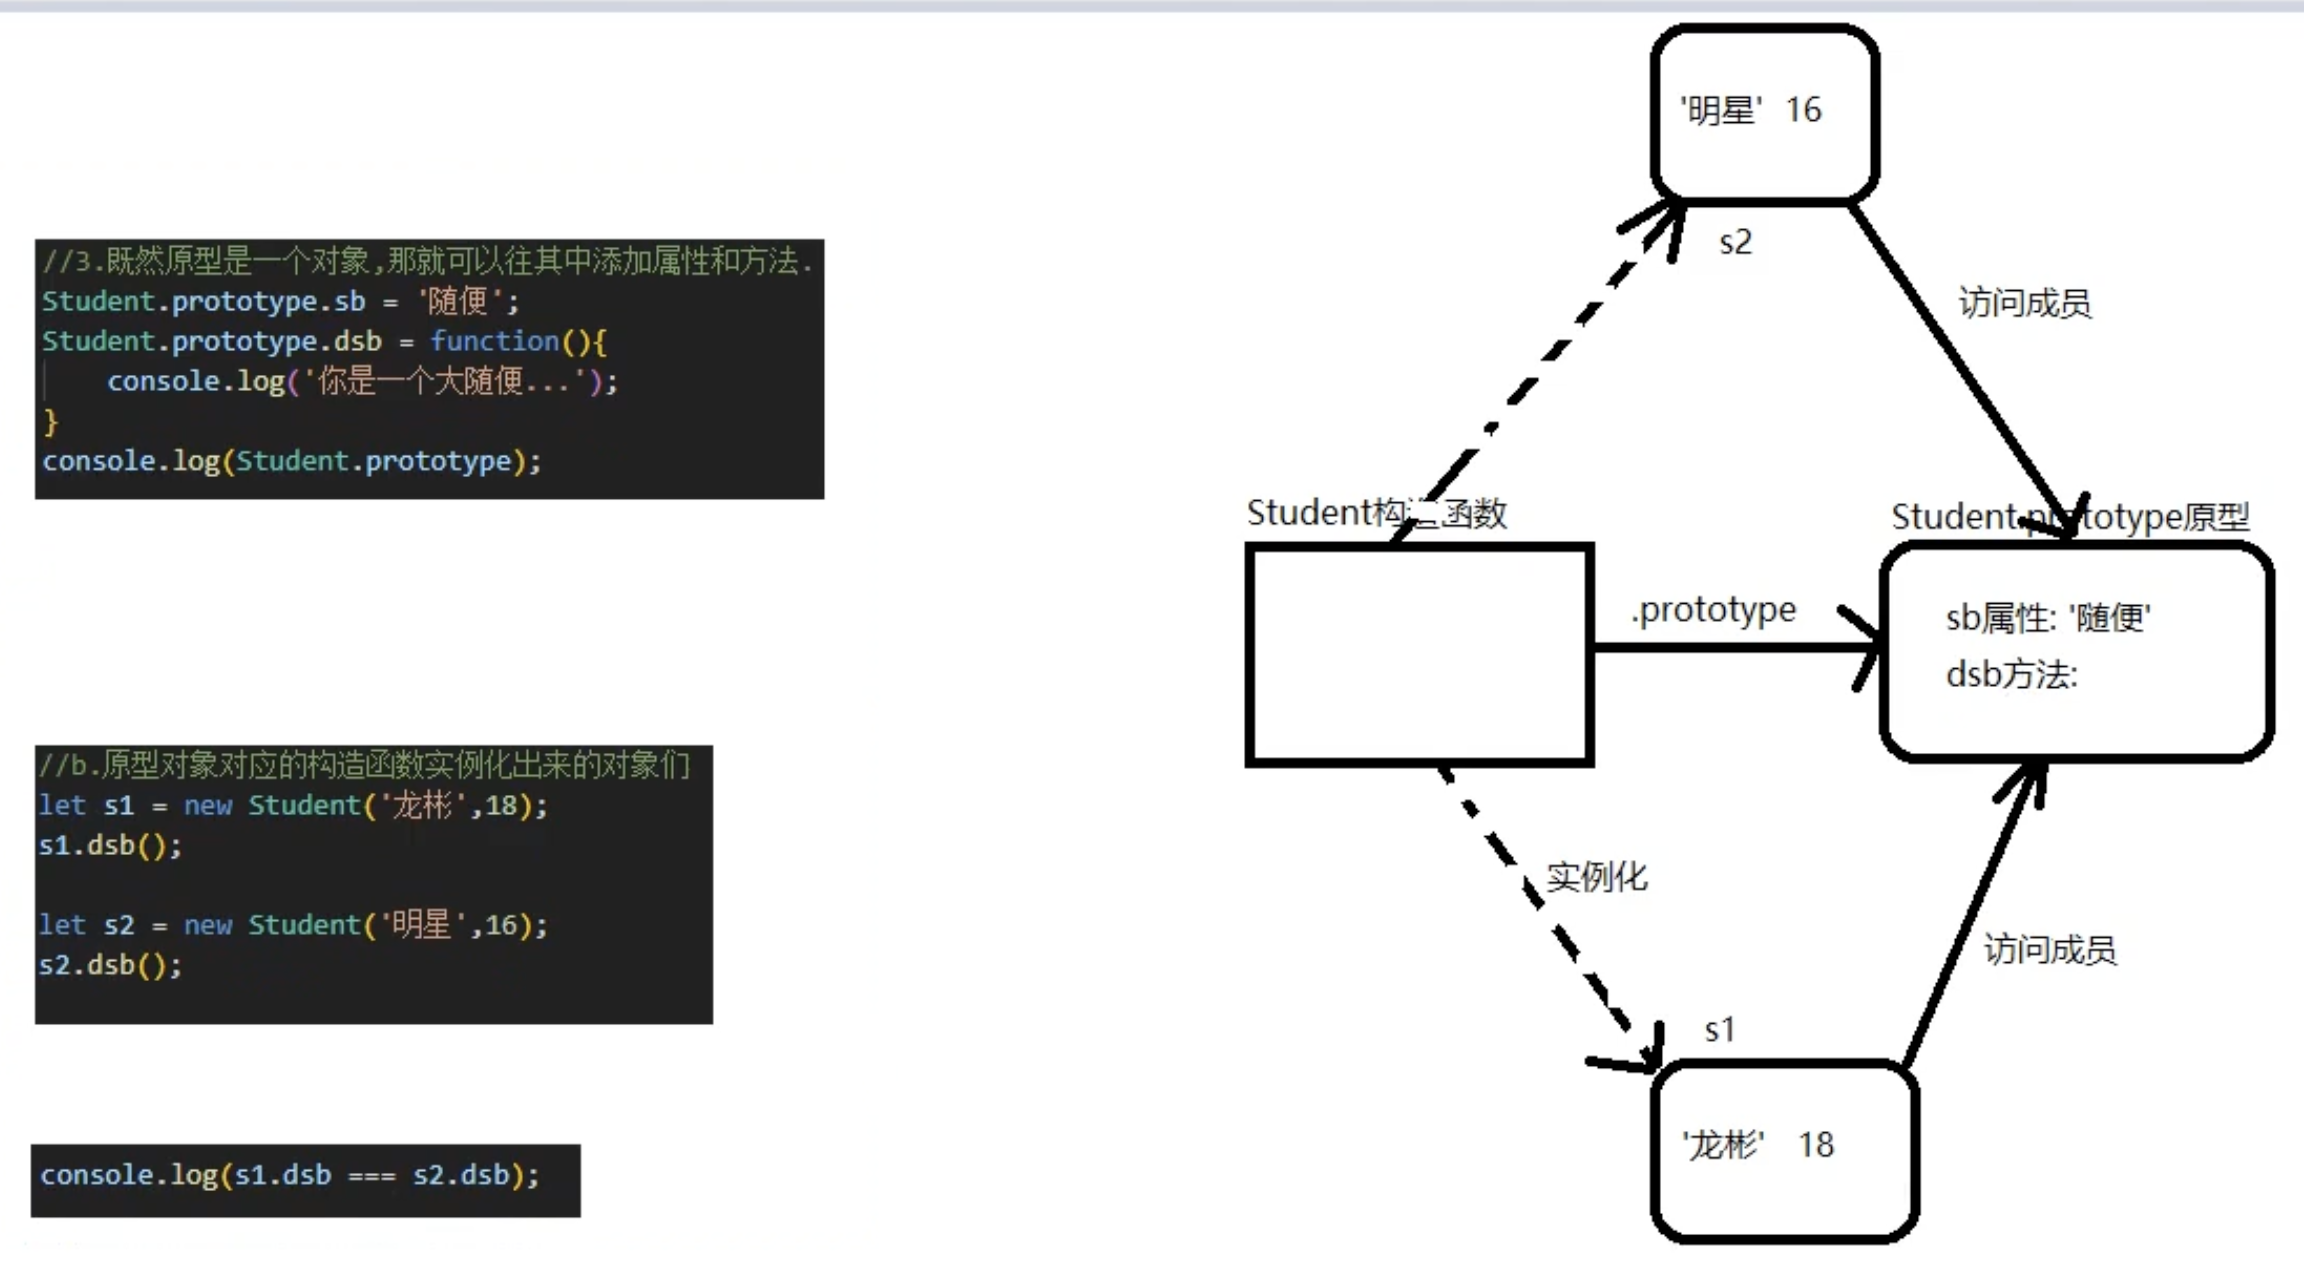 //3.既然原型是一个对象,那就可以往其中添加属性和方法.
Student.prototype.sb = '随便';
Student.prototype.dsb = function(){
    console.log('你是一个大随便...');
}
console.log(Student.prototype);
//b.原型对象对应的构造函数实例化出来的对象们
let s1 = new Student('龙彬',18);
s1.dsb();
let s2 = new Student('明星',16);
s2.dsb();
console.log(s1.dsb === s2.dsb);
'明星' 16
s2
访问成员
Student构造函数
.prototype
Student.prototype原型
sb属性: '随便'
dsb方法:
实例化
访问成员
s1
'龙彬' 18